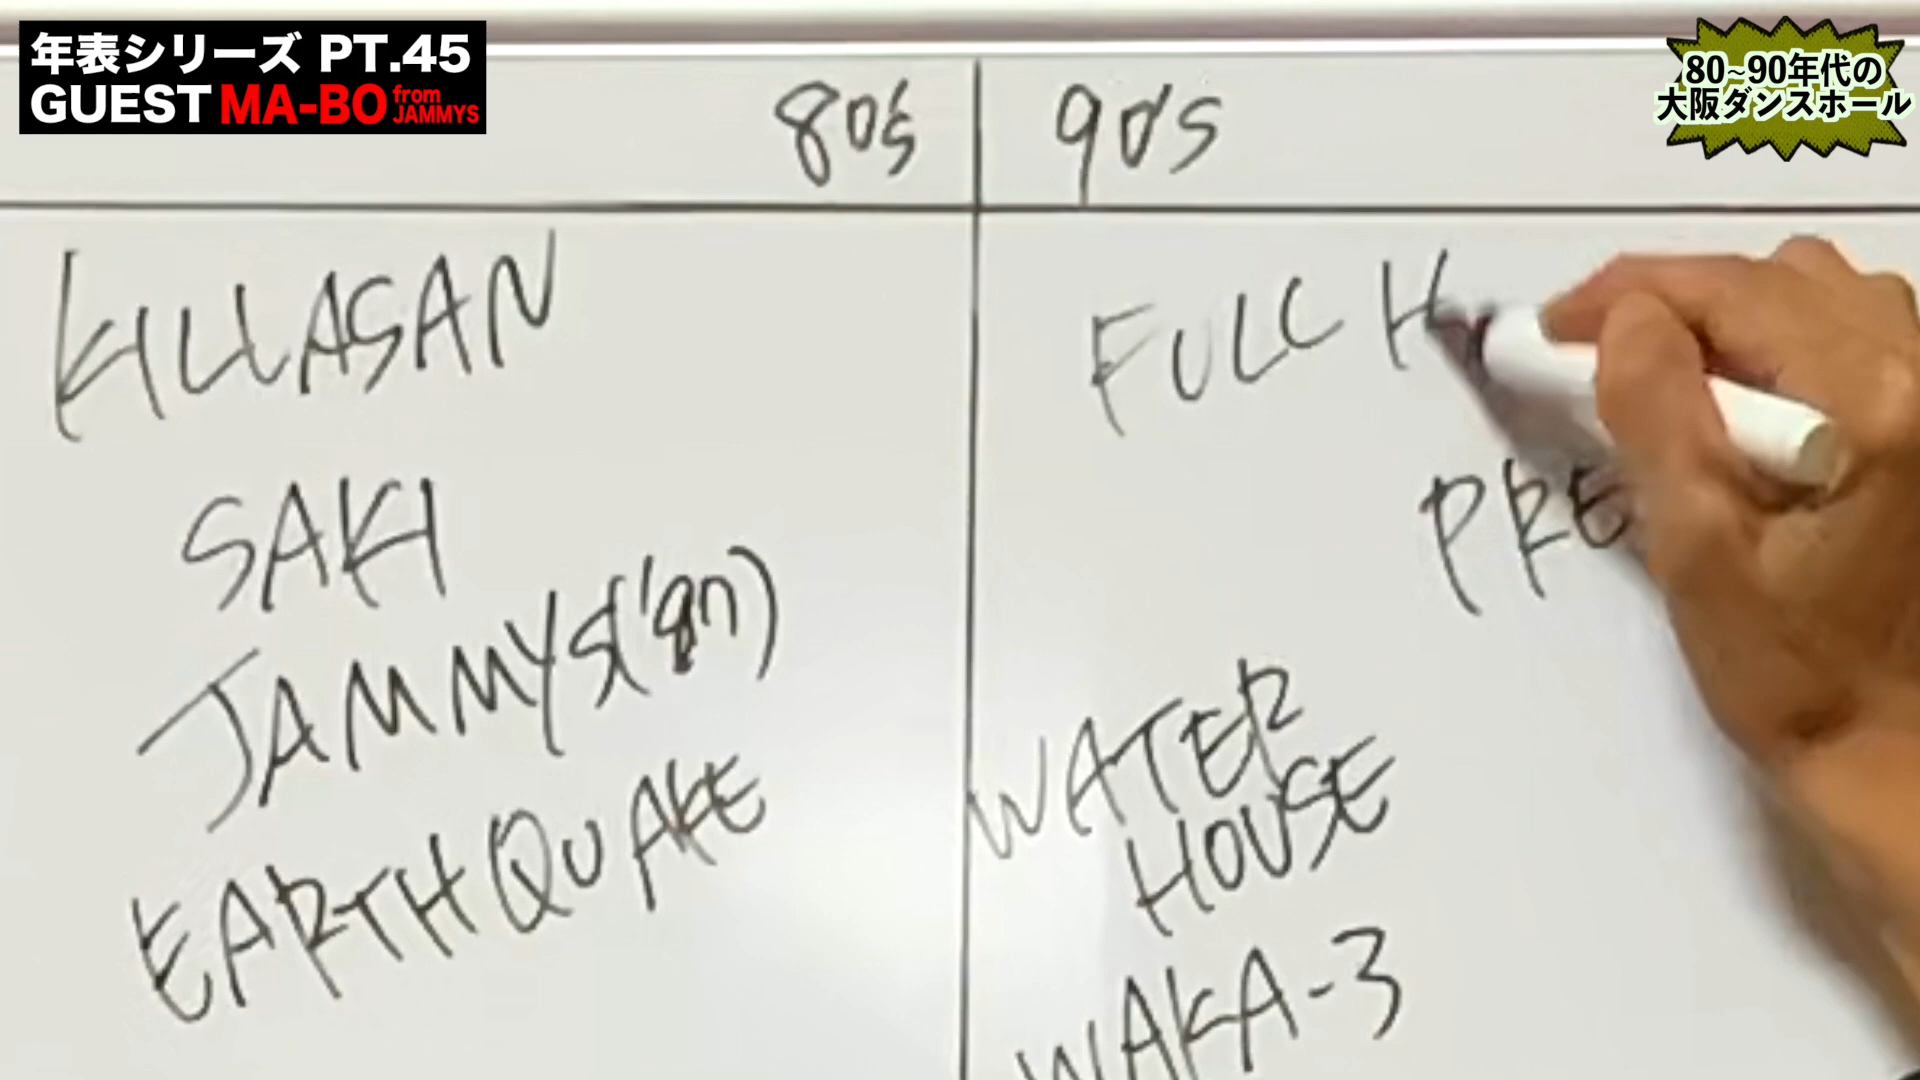 年表シリーズ PT.45
GUEST MA-BO from JAMMYS
80~90年代の
大阪ダンスホール
80's
90's
KILLASAN
SAKI
JAMMYS('87)
EARTHQUAKE
FULL H
PRE
WATER
HOUSE
WAKA-3